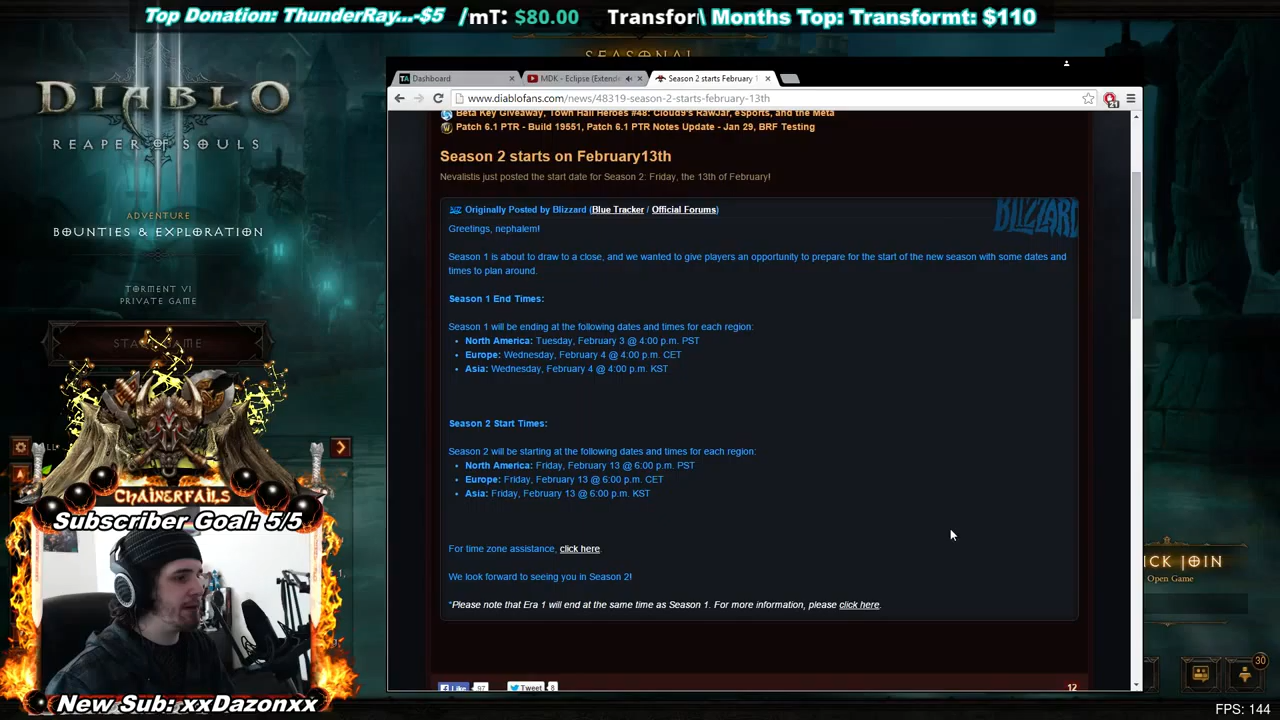 Top Donation: ThunderRay...-$5 /mT: $80.00 Transfor \ Months Top: Transformt: $110
SEASONAL
DIABLO
III
REAPER OF SOULS
ADVENTURE
BOUNTIES & EXPLORATION
TORMENT VI
PRIVATE GAME
Dashboard
MDK - Eclipse (Extende
Season 2 starts February 1
www.diablofans.com/news/48319-season-2-starts-february-13th
21
Beta Key Giveaway, Town Hall Heroes #48: Cloud9's RawJar, eSports, and the Meta
Patch 6.1 PTR - Build 19551, Patch 6.1 PTR Notes Update - Jan 29, BRF Testing
Season 2 starts on February13th
Nevalistis just posted the start date for Season 2: Friday, the 13th of February!
Originally Posted by Blizzard (Blue Tracker / Official Forums)
BLIZZARD
Greetings, nephalem!
Season 1 is about to draw to a close, and we wanted to give players an opportunity to prepare for the start of the new season with some dates and
times to plan around.
Season 1 End Times:
Season 1 will be ending at the following dates and times for each region:
• North America: Tuesday, February 3 @ 4:00 p.m. PST
• Europe: Wednesday, February 4 @ 4:00 p.m. CET
• Asia: Wednesday, February 4 @ 4:00 p.m. KST
Season 2 Start Times:
Season 2 will be starting at the following dates and times for each region:
• North America: Friday, February 13 @ 6:00 p.m. PST
• Europe: Friday, February 13 @ 6:00 p.m. CET
• Asia: Friday, February 13 @ 6:00 p.m. KST
For time zone assistance, click here.
We look forward to seeing you in Season 2!
*Please note that Era 1 will end at the same time as Season 1. For more information, please click here.
Like 97
Tweet 8
12
CHAINERFAILS
Subscriber Goal: 5/5
New Sub: xxDazonxx
ICK JOIN
Open Game
30
FPS: 144